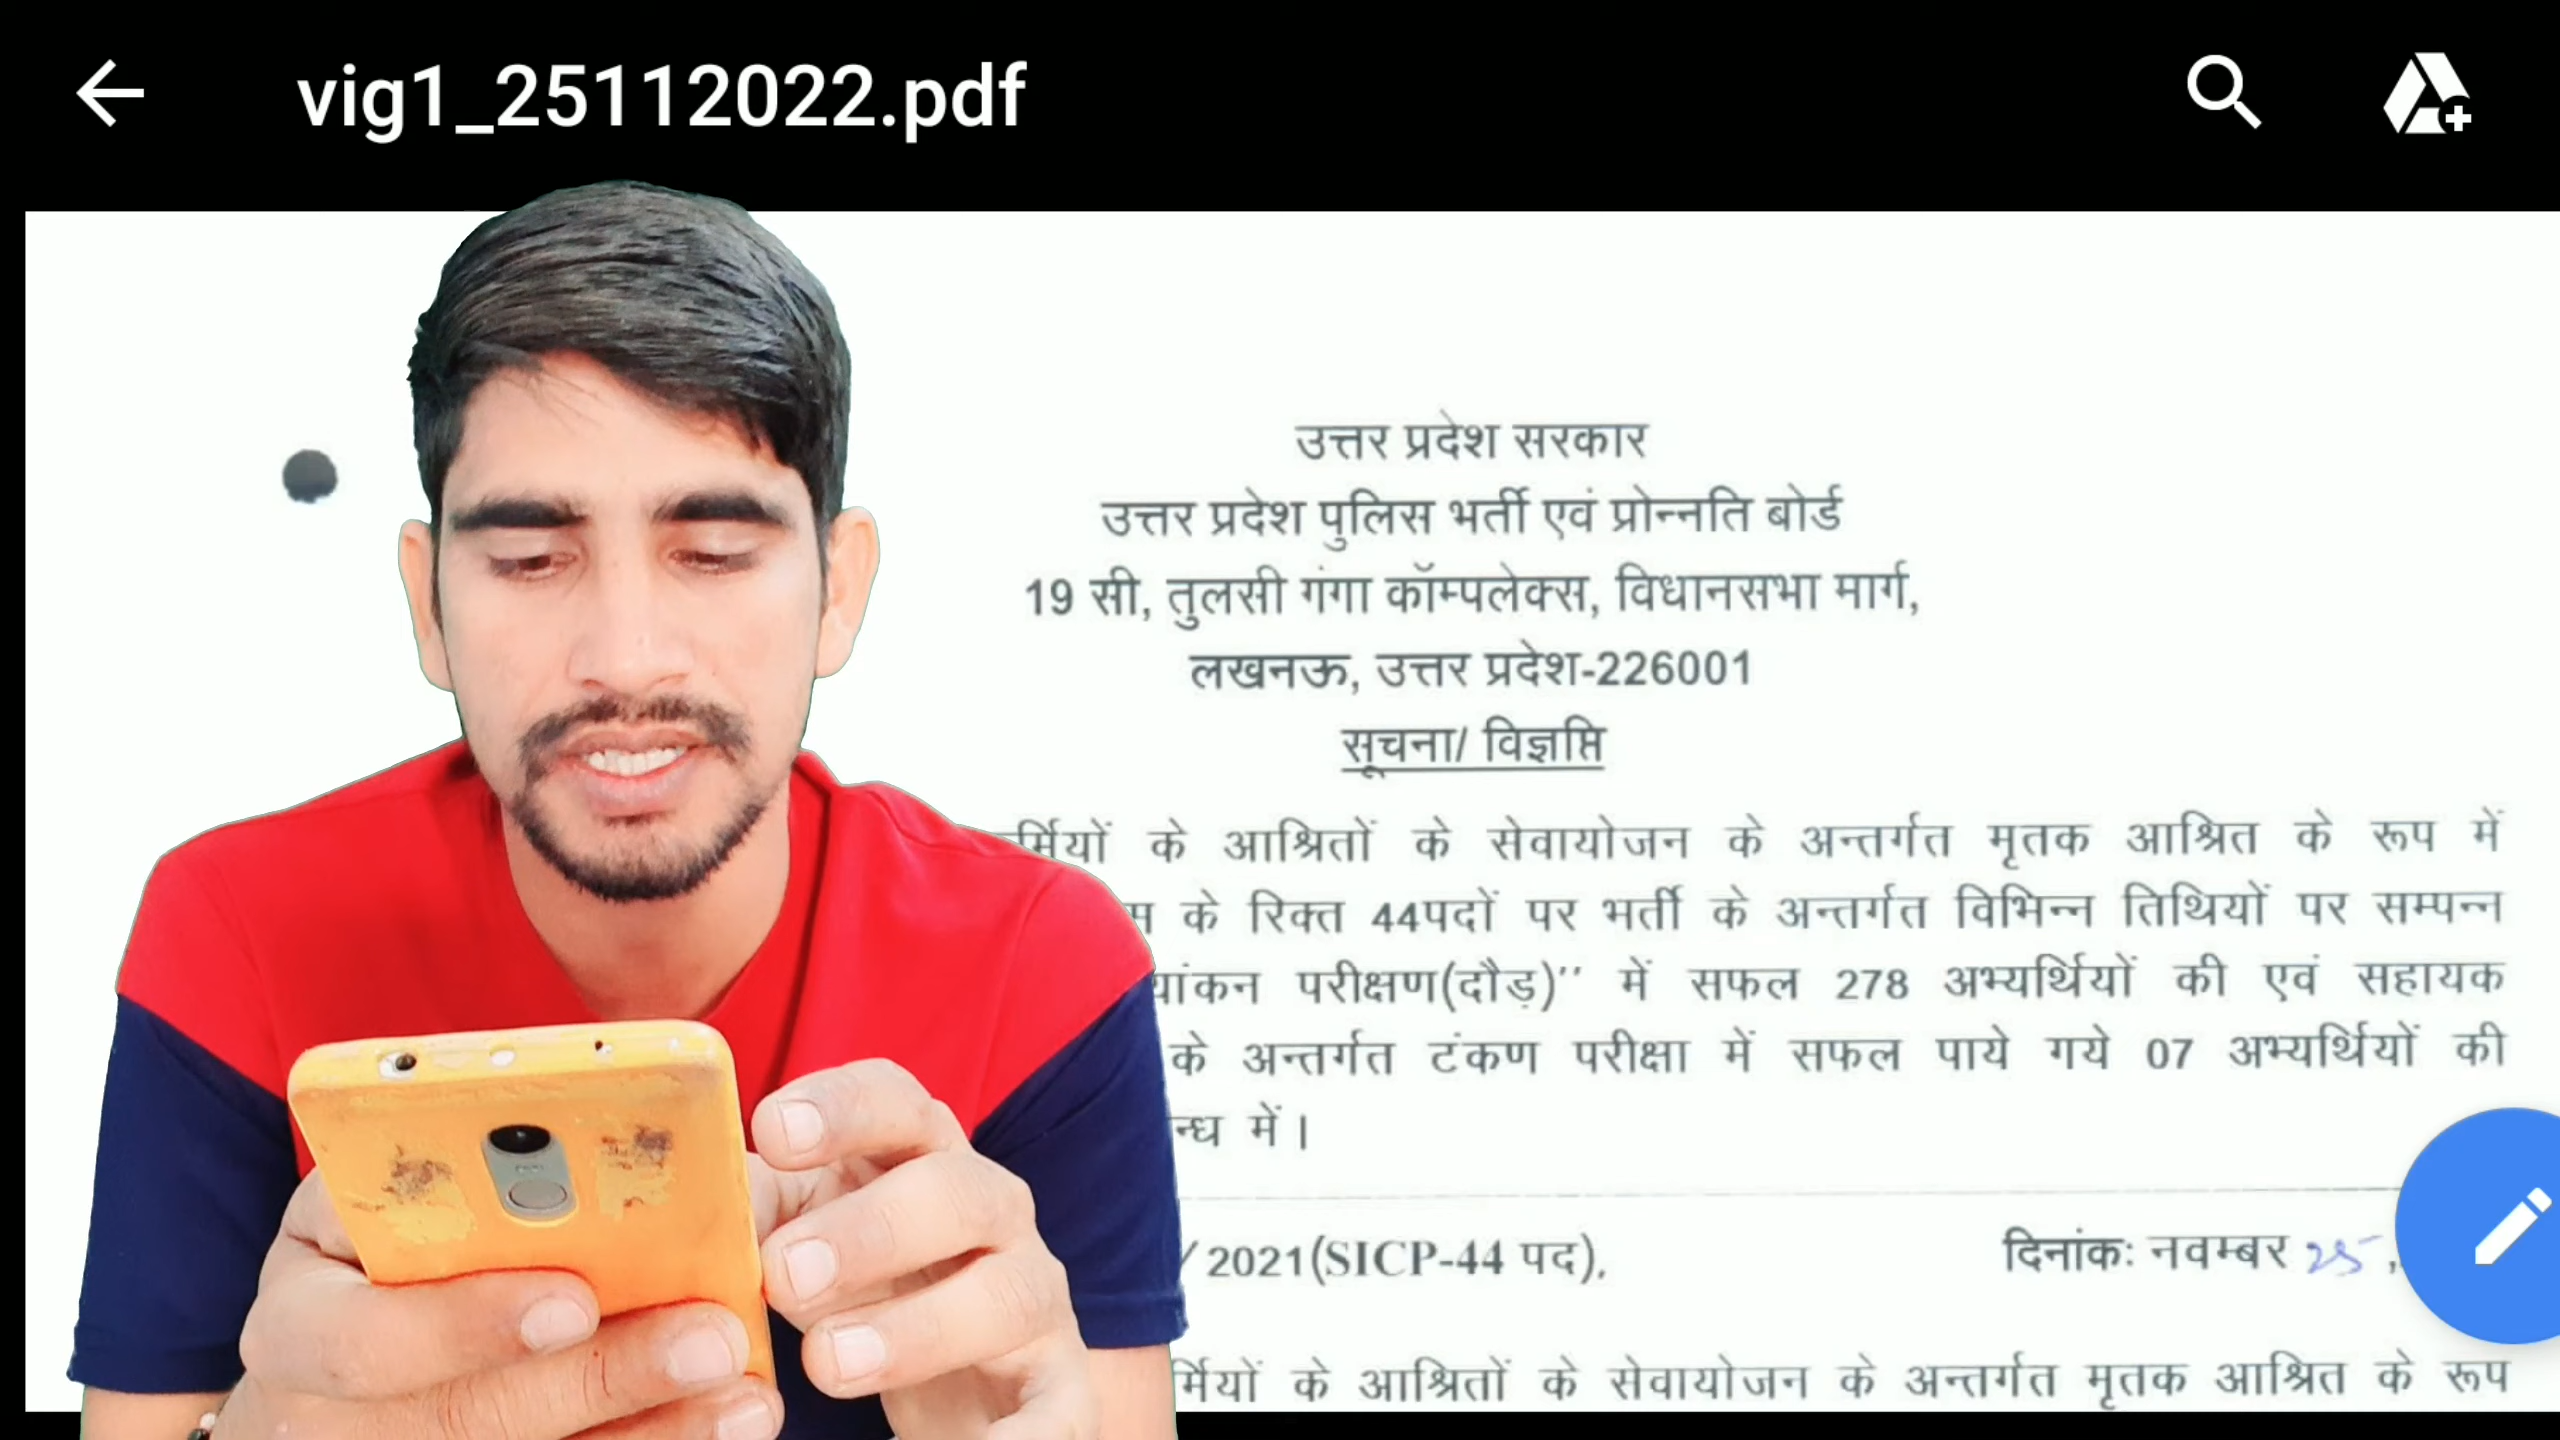 vig1_25112022.pdf
उत्तर प्रदेश सरकार
उत्तर प्रदेश पुलिस भर्ती एवं प्रोन्नति बोर्ड
19 सी, तुलसी गंगा कॉम्पलेक्स, विधानसभा मार्ग,
लखनऊ, उत्तर प्रदेश-226001
सूचना/ विज्ञप्ति
के आश्रितों के सेवायोजन के अन्तर्गत मृतक आश्रित के रूप में
के रिक्त 44पदों पर भर्ती के अन्तर्गत विभिन्न तिथियों पर सम्पन्न
परीक्षण(दौड़)'' में सफल 278 अभ्यर्थियों की एवं सहायक
के अन्तर्गत टंकण परीक्षा में सफल पाये गये 07 अभ्यर्थियों की
में।
/ 2021(SICP-44 पद).
दिनांक: नवम्बर 25 ,
के आश्रितों के सेवायोजन के अन्तर्गत मृतक आश्रित के रूप